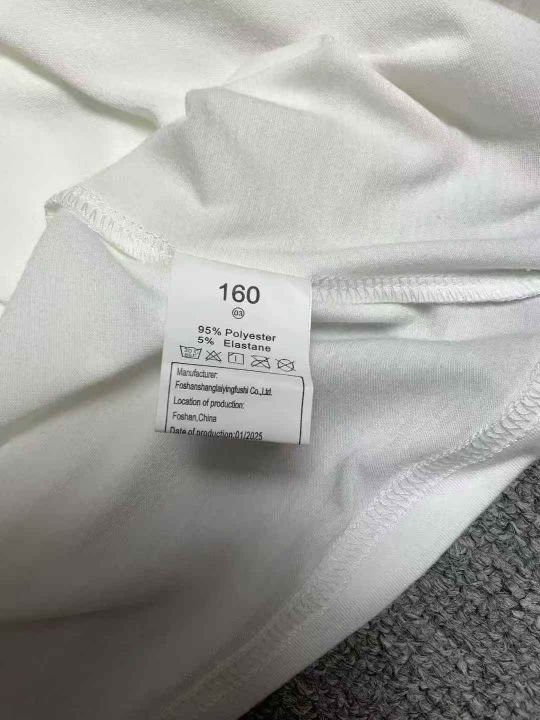 160
03
95% Polyester
5% Elastane
Manufacturer:
Foshanshanglaiyingfushi Co.,Ltd.
Location of production:
Foshan,China
Date of production:01/2025